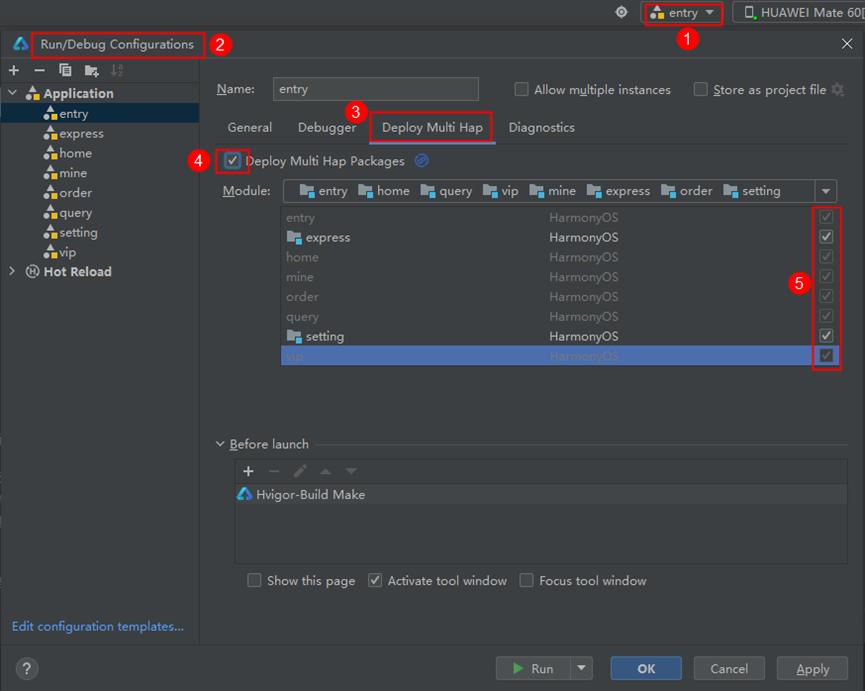 entry HUAWEI Mate 60
1
Run/Debug Configurations 2
Application
entry
express
home
mine
order
query
setting
vip
H Hot Reload
Edit configuration templates...
Name: entry Allow multiple instances Store as project file
3
General Debugger Deploy Multi Hap Diagnostics
4 Deploy Multi Hap Packages
Module: entry home query vip mine express order setting
entry HarmonyOS
express HarmonyOS
home HarmonyOS
mine HarmonyOS
5
order HarmonyOS
query HarmonyOS
setting HarmonyOS
vip HarmonyOS
Before launch
Hvigor-Build Make
Show this page Activate tool window Focus tool window
? Run OK Cancel Apply